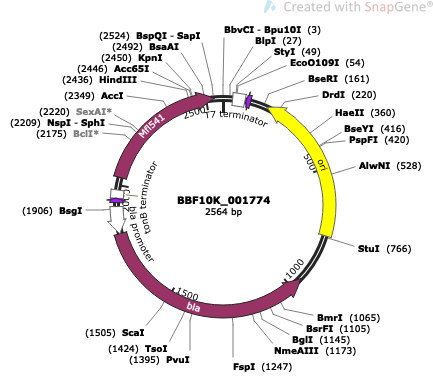 Created with SnapGene®
(2524) BspQI - SapI
(2492) BsaAI
(2450) KpnI
(2446) Acc65I
(2436) HindIII
(2349) AccI
(2220) SexAI*
(2209) NspI - SphI
(2175) BclI*
(1906) BsgI
(1505) ScaI
(1424) TsoI
(1395) PvuI
FspI (1247)
BbvCI - Bpu10I (3)
BlpI (27)
StyI (49)
EcoO109I (54)
BseRI (161)
DrdI (220)
HaeII (360)
BseYI (416)
PspFI (420)
AlwNI (528)
StuI (766)
BmrI (1065)
BsrFI (1105)
BglI (1145)
NmeAIII (1173)
BBF10K_001774
2564 bp
Mfl541
T7 terminator
ori
bla
bla promoter
tonB terminator
500
1000
1500
2500